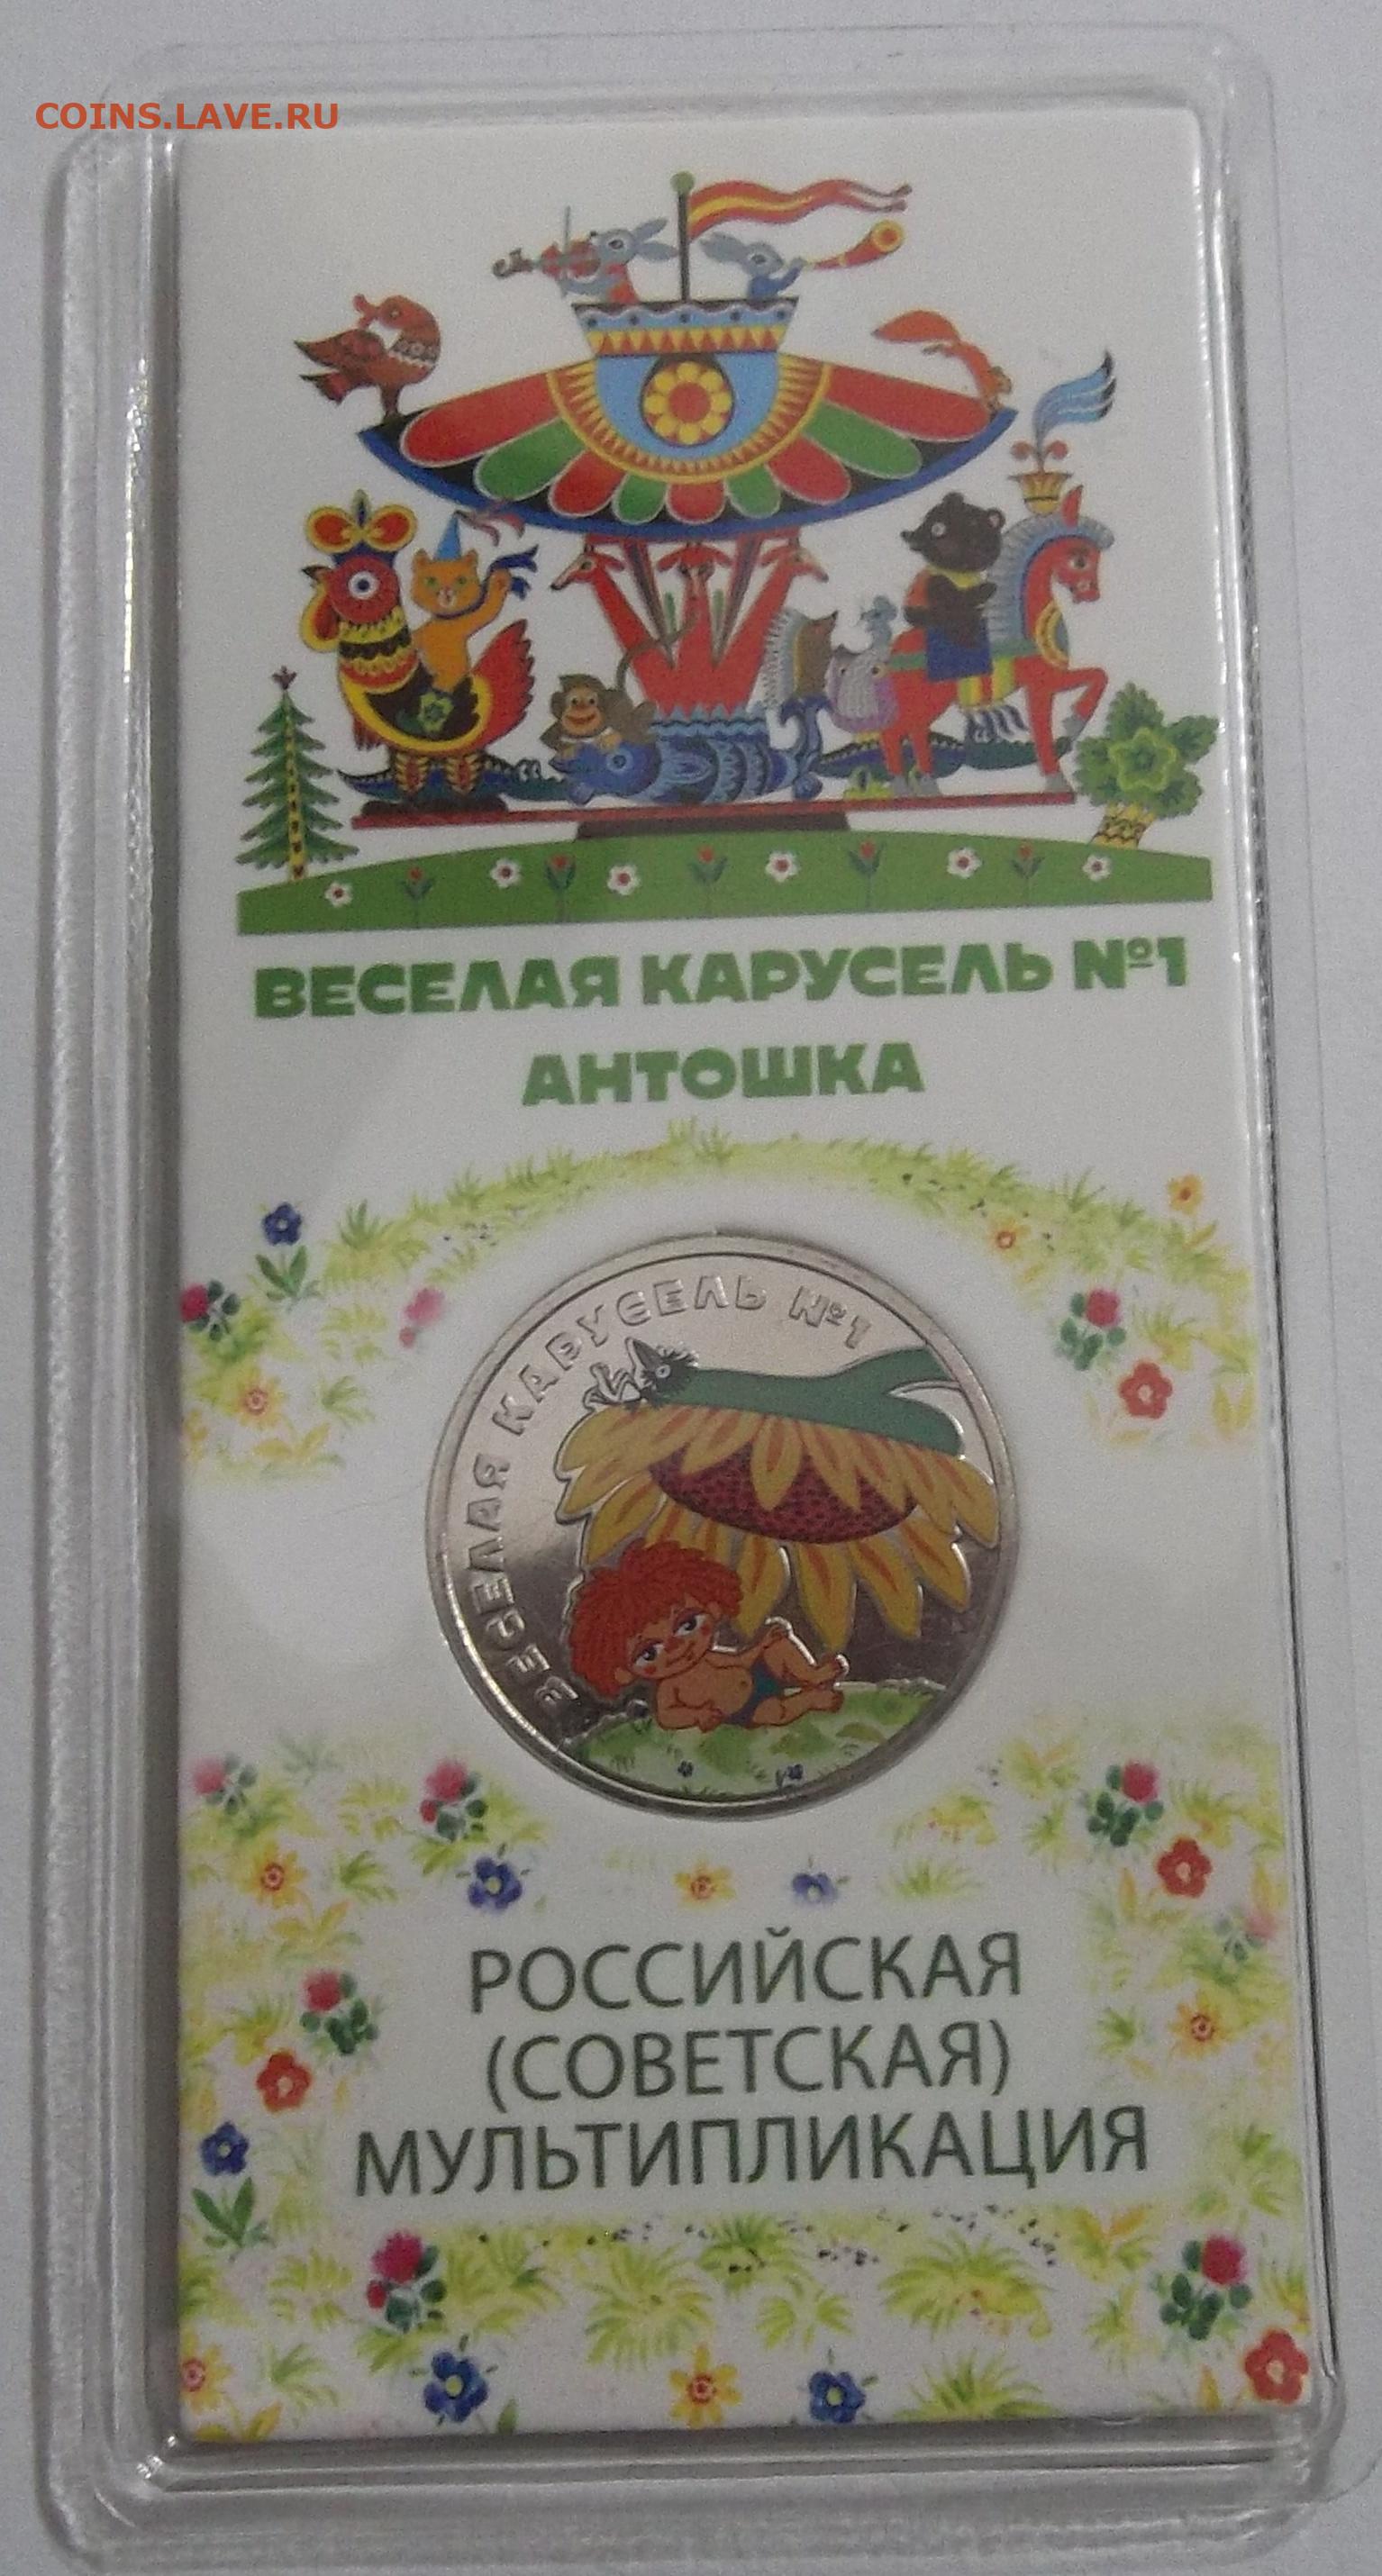 COINS.LAVE.RU
ВЕСЕЛАЯ КАРУСЕЛЬ №1
АНТОШКА
ВЕСЕЛАЯ КАРУСЕЛЬ №1
РОССИЙСКАЯ
(СОВЕТСКАЯ)
МУЛЬТИПЛИКАЦИЯ